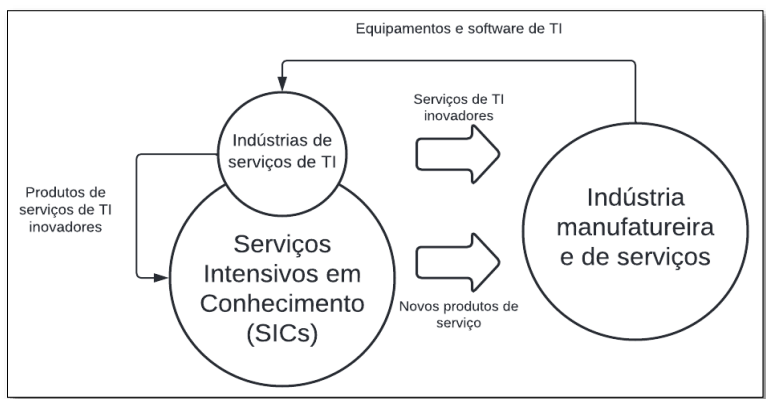 Equipamentos e software de TI
Serviços de TI
inovadores
Indústrias de
serviços de TI
Produtos de
serviços de TI
inovadores
Indústria
manufatureira
e de serviços
Serviços
Intensivos em
Conhecimento
(SICs)
Novos produtos de
serviço